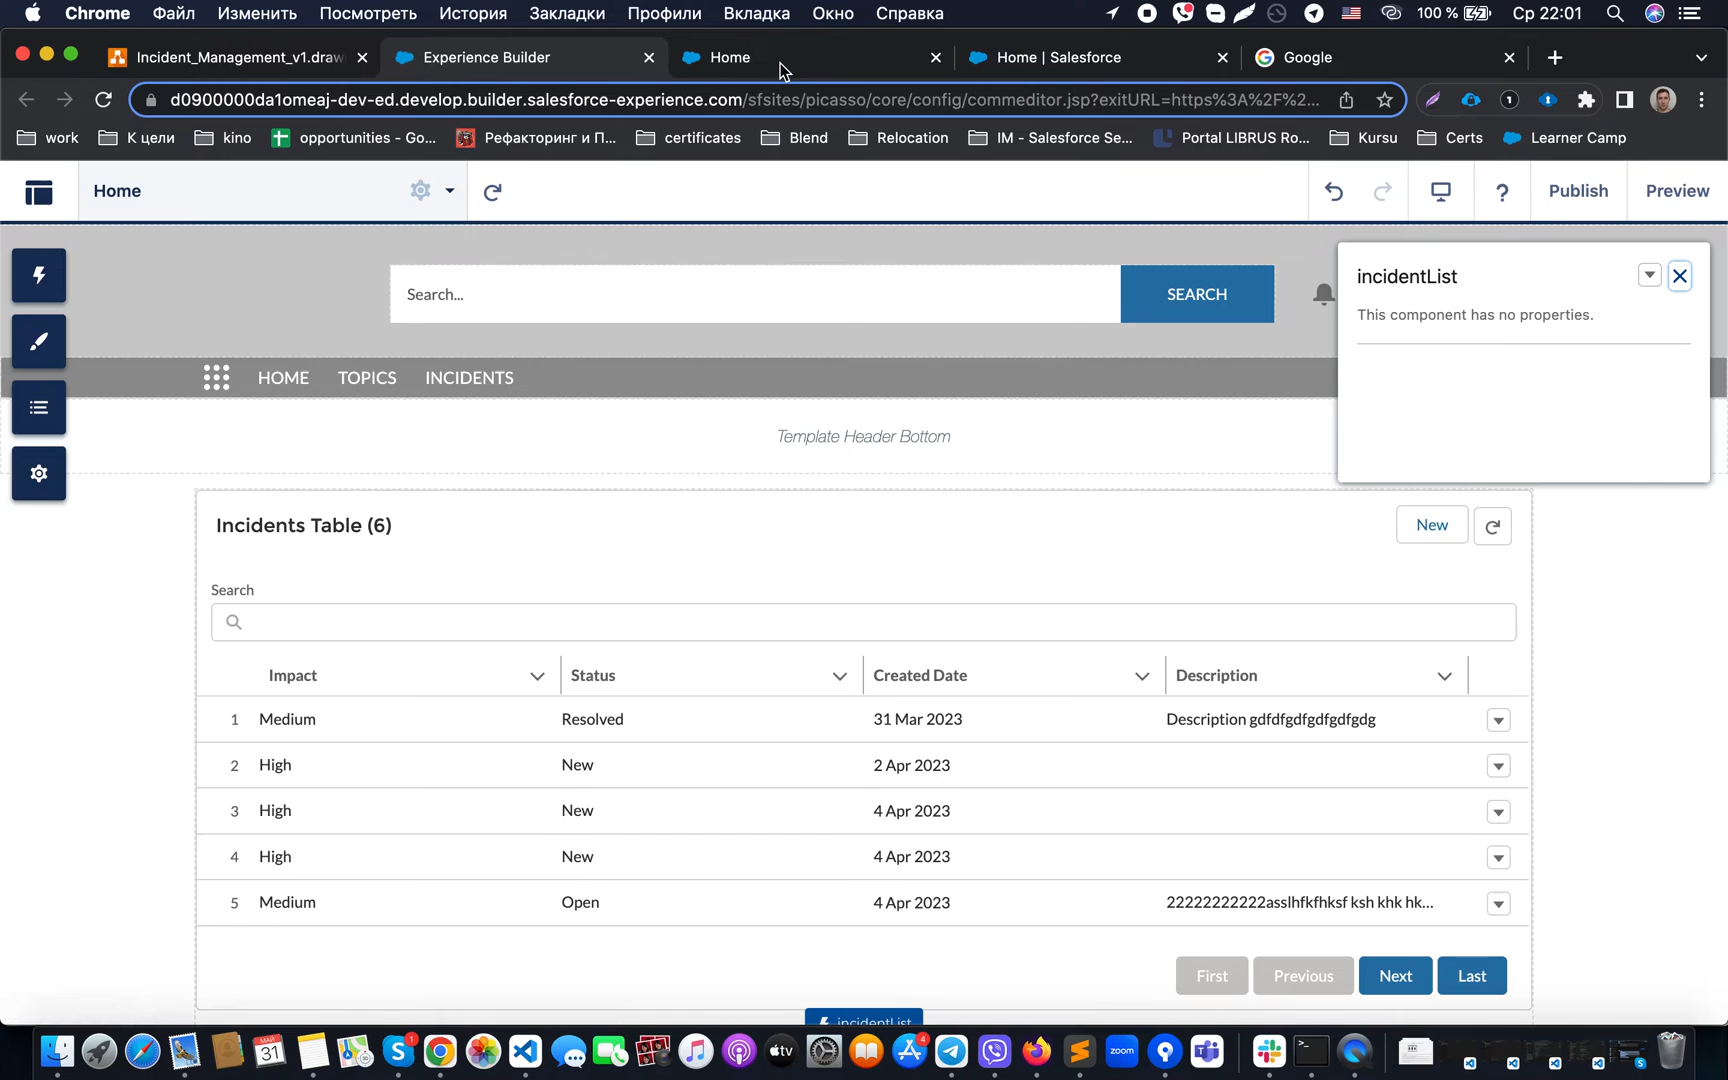 Chrome Файл Изменить Посмотреть История Закладки Профили Вкладка Окно Справка 100 % Ср 22:01
Incident_Management_v1.draw Experience Builder Home Home | Salesforce Google
d0900000da1omeaj-dev-ed.develop.builder.salesforce-experience.com/sfsites/picasso/core/config/commeditor.jsp?exitURL=https%3A%2F%2...
work К цели kino opportunities - Go... Рефакторинг и П... certificates Blend Relocation IM - Salesforce Se... Portal LIBRUS Ro... Kursu Certs Learner Camp
Home ? Publish Preview
incidentList
This component has no properties.
Search... SEARCH
HOME TOPICS INCIDENTS
Template Header Bottom
Incidents Table (6) New
Search
Impact Status Created Date Description
1 Medium Resolved 31 Mar 2023 Description gdfdfgdfgdfgdfgdg
2 High New 2 Apr 2023
3 High New 4 Apr 2023
4 High New 4 Apr 2023
5 Medium Open 4 Apr 2023 22222222222asslhfkfhksf ksh khk hk...
First Previous Next Last
incidentList
МАЙ
31
1
tv
4
zoom